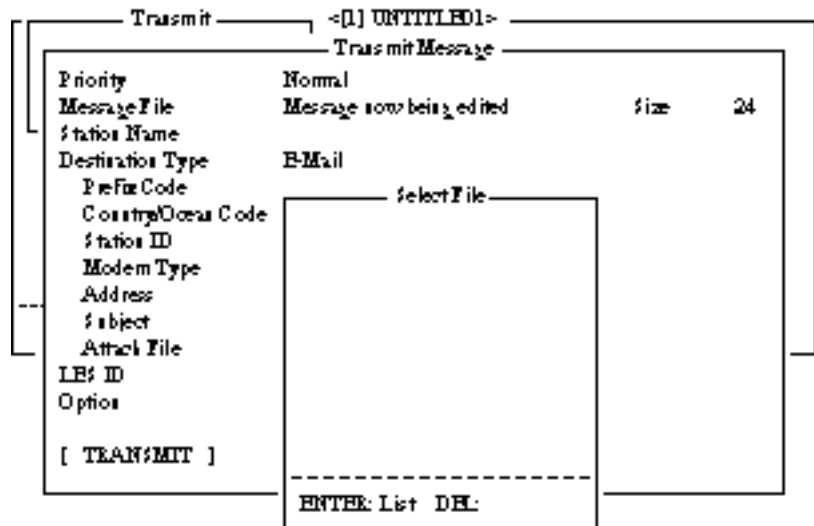 Transmit <[1] UNTITLED1>
Transmit Message
Priority Normal
Message File Message now being edited Size 24
Station Name
Destination Type E-Mail
Prefix Code
Country/Ocean Code
Station ID
Modem Type
Address
Subject
Attach File
LES ID
Option
[ TRANSMIT ]
Select File
ENTER: List DEL: